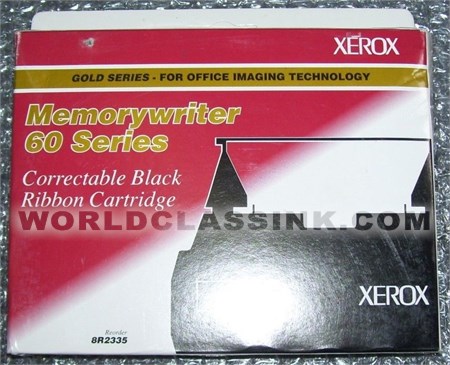 XEROX
GOLD SERIES - FOR OFFICE IMAGING TECHNOLOGY
Memorywriter
60 Series
Correctable Black
Ribbon Cartridge
WORLDCLASSINK.COM
XEROX
Reorder
8R2335